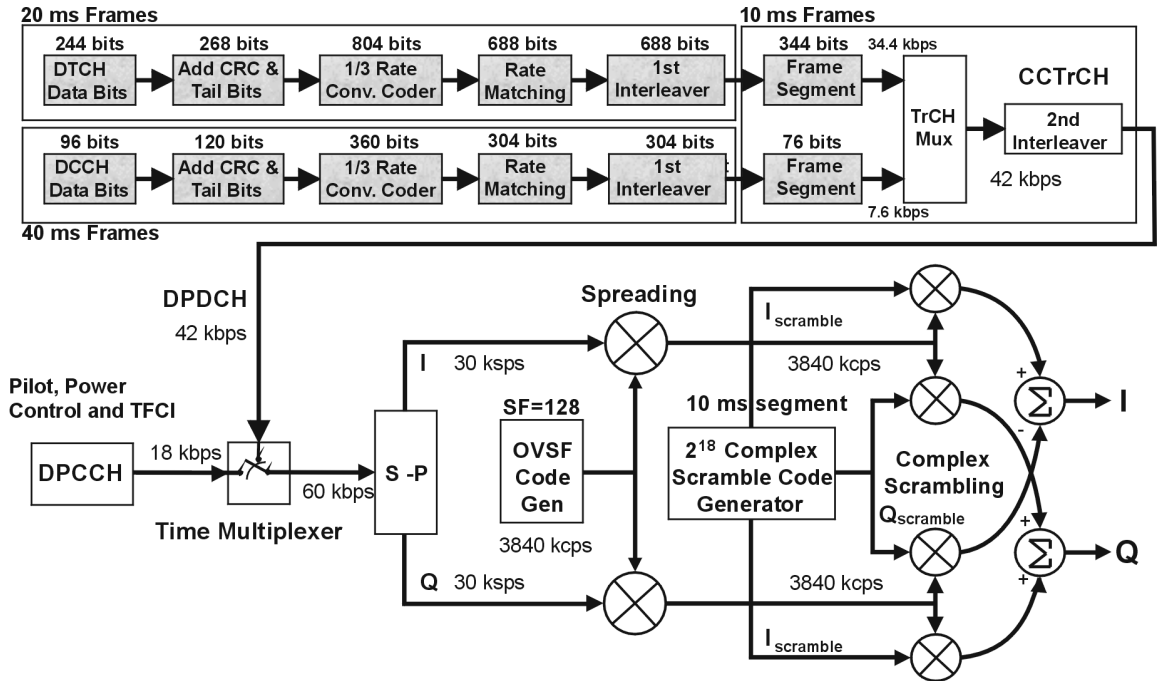 20 ms Frames
10 ms Frames
244 bits
268 bits
804 bits
688 bits
688 bits
344 bits
34.4 kbps
DTCH
Data Bits
Add CRC &
Tail Bits
1/3 Rate
Conv. Coder
Rate
Matching
1st
Interleaver
Frame
Segment
CCTrCH
TrCH
Mux
2nd
Interleaver
42 kbps
96 bits
120 bits
360 bits
304 bits
304 bits
76 bits
DCCH
Data Bits
Add CRC &
Tail Bits
1/3 Rate
Conv. Coder
Rate
Matching
1st
Interleaver
Frame
Segment
7.6 kbps
40 ms Frames
DPDCH
42 kbps
Spreading
I scramble
I
30 ksps
3840 kcps
Pilot, Power
Control and TFCI
SF=128
10 ms segment
+
Σ
I
-
DPCCH
18 kbps
60 kbps
S -P
OVSF
Code
Gen
2^18 Complex
Scramble Code
Generator
Complex
Scrambling
Q scramble
Time Multiplexer
3840 kcps
+
Σ
Q
+
Q
30 ksps
3840 kcps
I scramble